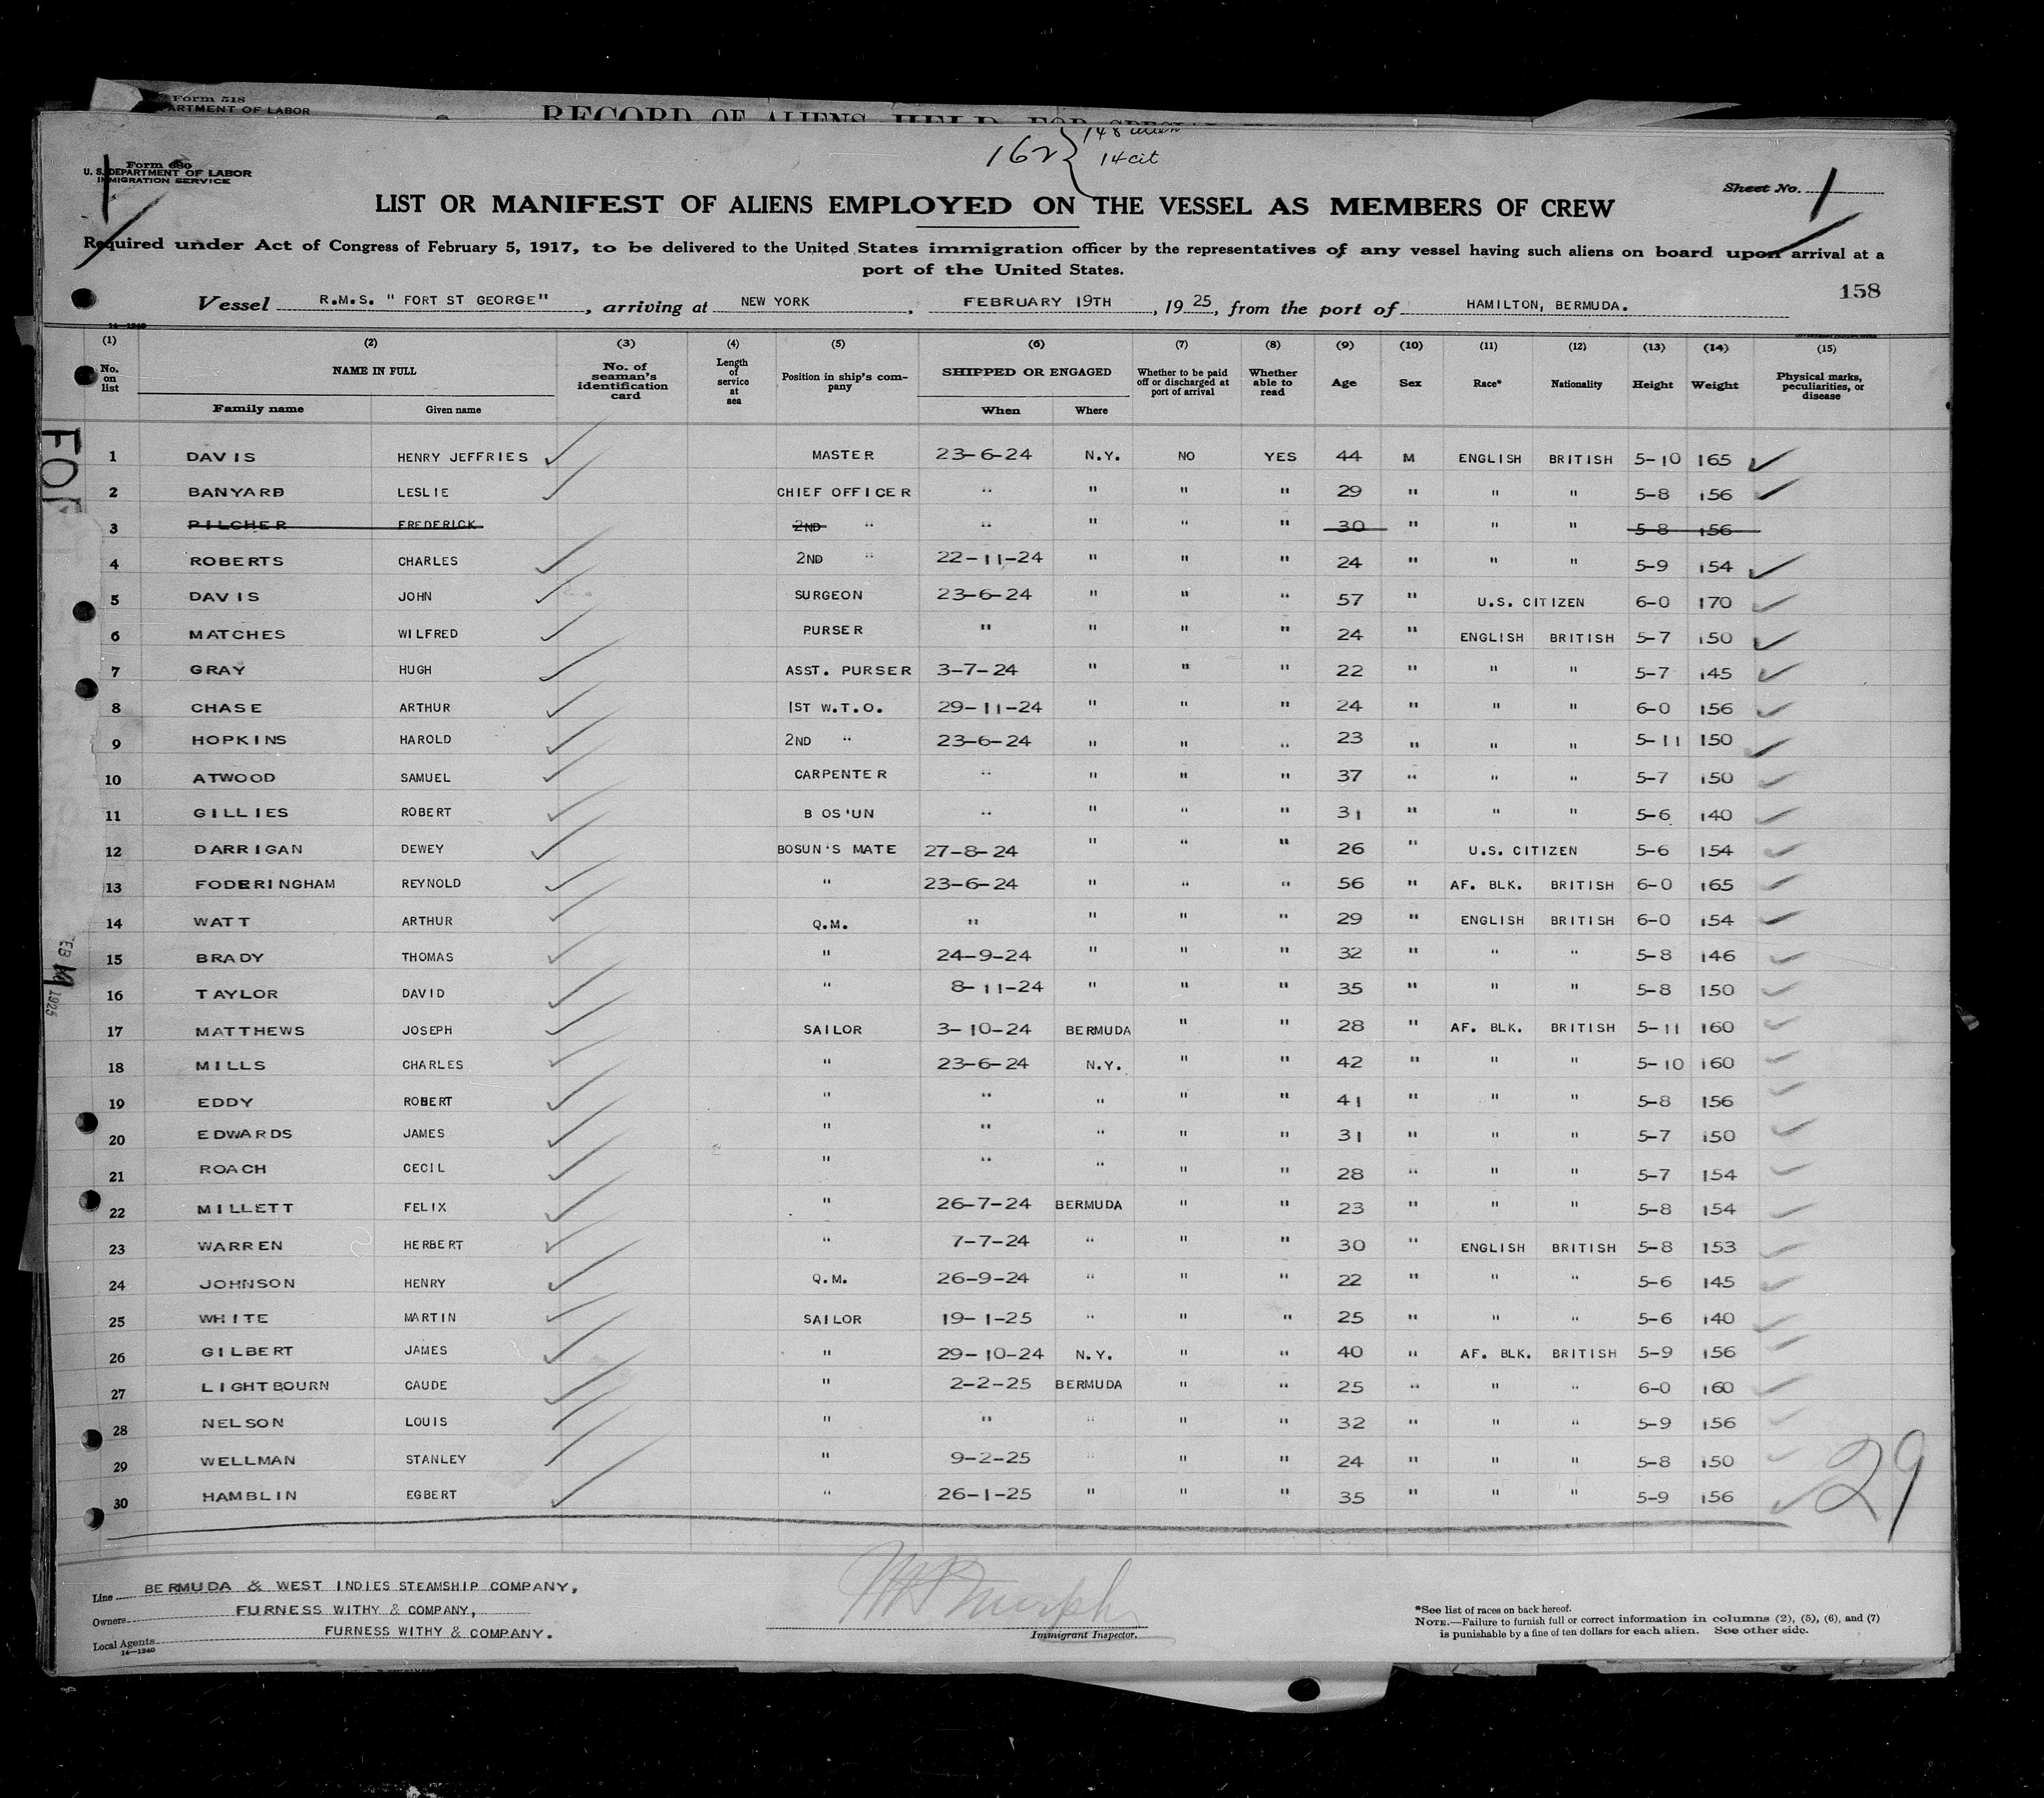 Form 518
DEPARTMENT OF LABOR
RECORD OF ALIENS HELD FOR SPECIAL
162 { 148 alien
14 cit
Form 680
U. S. DEPARTMENT OF LABOR
IMMIGRATION SERVICE
1
Sheet No. 1
LIST OR MANIFEST OF ALIENS EMPLOYED ON THE VESSEL AS MEMBERS OF CREW
Required under Act of Congress of February 5, 1917, to be delivered to the United States immigration officer by the representatives of any vessel having such aliens on board upon arrival at a
port of the United States.
158
Vessel R.M.S. " FORT ST GEORGE" , arriving at NEW YORK , FEBRUARY 19TH , 19 25, from the port of HAMILTON, BERMUDA.
14—1240
(1) (2) (3) (4) (5) (6) (7) (8) (9) (10) (11) (12) (13) (14) (15)
No. on list NAME IN FULL No. of seaman's identification card Length of service at sea Position in ship's company SHIPPED OR ENGAGED Whether to be paid off or discharged at port of arrival Whether able to read Age Sex Race* Nationality Height Weight Physical marks, peculiarities, or disease
Family name Given name When Where
1 DAVIS HENRY JEFFRIES MASTER 23-6-24 N.Y. NO YES 44 M ENGLISH BRITISH 5-10 165
2 BANYARD LESLIE CHIEF OFFICER " " " " 29 " " " 5-8 156
3 PILCHER FREDERICK 2ND " " " " " 30 " " " 5-8 156
4 ROBERTS CHARLES 2ND " 22-11-24 " " " 24 " " " 5-9 154
5 DAVIS JOHN SURGEON 23-6-24 " " " 57 " U.S. CITIZEN 6-0 170
6 MATCHES WILFRED PURSER " " " " 24 " ENGLISH BRITISH 5-7 150
7 GRAY HUGH ASST. PURSER 3-7-24 " " " 22 " " " 5-7 145
8 CHASE ARTHUR 1ST W.T.O. 29-11-24 " " " 24 " " " 6-0 156
9 HOPKINS HAROLD 2ND " 23-6-24 " " " 23 " " " 5-11 150
10 ATWOOD SAMUEL CARPENTER " " " " 37 " " " 5-7 150
11 GILLIES ROBERT BOS'UN " " " " 31 " " " 5-6 140
12 DARRIGAN DEWEY BOSUN'S MATE 27-8-24 " " " 26 " U.S. CITIZEN 5-6 154
13 FODERINGHAM REYNOLD " 23-6-24 " " " 56 " AF. BLK. BRITISH 6-0 165
14 WATT ARTHUR Q.M. " " " " 29 " ENGLISH BRITISH 6-0 154
15 BRADY THOMAS " 24-9-24 " " " 32 " " " 5-8 146
16 TAYLOR DAVID " 8-11-24 " " " 35 " " " 5-8 150
17 MATTHEWS JOSEPH SAILOR 3-10-24 BERMUDA " " 28 " AF. BLK. BRITISH 5-11 160
18 MILLS CHARLES " 23-6-24 N.Y. " " 42 " " " 5-10 160
19 EDDY ROBERT " " " " " 41 " " " 5-8 156
20 EDWARDS JAMES " " " " " 31 " " " 5-7 150
21 ROACH CECIL " " " " " 28 " " " 5-7 154
22 MILLETT FELIX " 26-7-24 BERMUDA " " 23 " " " 5-8 154
23 WARREN HERBERT " 7-7-24 " " " 30 " ENGLISH BRITISH 5-8 153
24 JOHNSON HENRY Q.M. 26-9-24 " " " 22 " " " 5-6 145
25 WHITE MARTIN SAILOR 19-1-25 " " " 25 " " " 5-6 140
26 GILBERT JAMES " 29-10-24 N.Y. " " 40 " AF. BLK. BRITISH 5-9 156
27 LIGHTBOURN CAUDE " 2-2-25 BERMUDA " " 25 " " " 6-0 160
28 NELSON LOUIS " " " " " 32 " " " 5-9 156
29 WELLMAN STANLEY " 9-2-25 " " " 24 " " " 5-8 150
30 HAMBLIN EGBERT " 26-1-25 " " " 35 " " " 5-9 156
29
FEB 19 1925
Line BERMUDA & WEST INDIES STEAMSHIP COMPANY,
Owners FURNESS WITHY & COMPANY,
Local Agents FURNESS WITHY & COMPANY.
14—1240
Immigrant Inspector.
*See list of races on back hereof.
NOTE.—Failure to furnish full or correct information in columns (2), (5), (6), and (7)
is punishable by a fine of ten dollars for each alien. See other side.